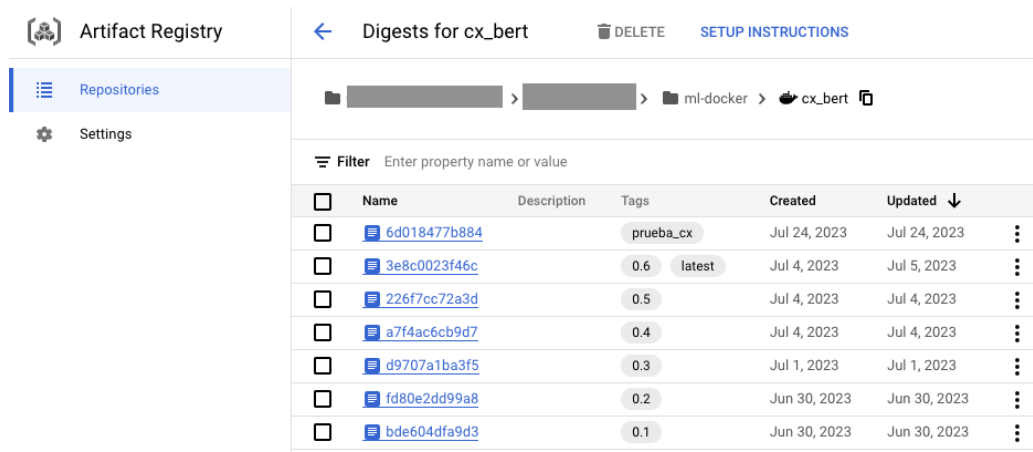 Artifact Registry
Digests for cx_bert
DELETE
SETUP INSTRUCTIONS
Repositories
Settings
> > ml-docker > cx_bert
Filter Enter property name or value
Name Description Tags Created Updated
6d018477b884 prueba_cx Jul 24, 2023 Jul 24, 2023
3e8c0023f46c 0.6 latest Jul 4, 2023 Jul 5, 2023
226f7cc72a3d 0.5 Jul 4, 2023 Jul 4, 2023
a7f4ac6cb9d7 0.4 Jul 4, 2023 Jul 4, 2023
d9707a1ba3f5 0.3 Jul 1, 2023 Jul 1, 2023
fd80e2dd99a8 0.2 Jun 30, 2023 Jun 30, 2023
bde604dfa9d3 0.1 Jun 30, 2023 Jun 30, 2023